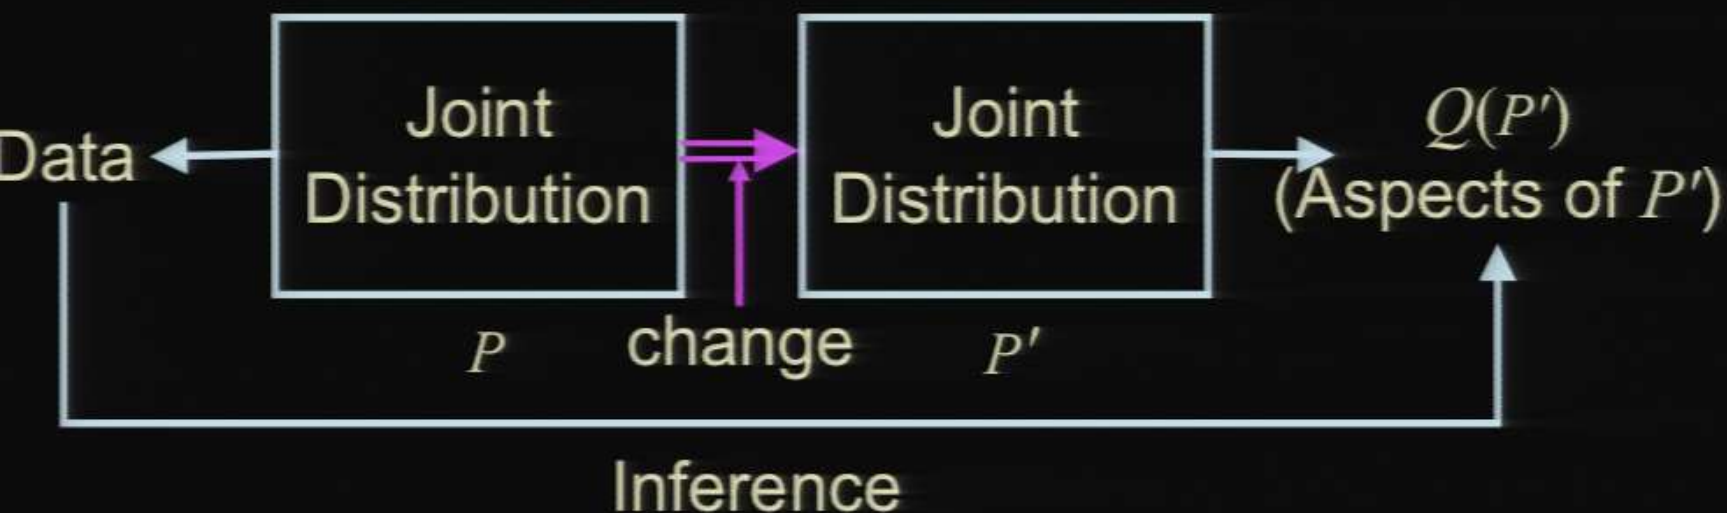 Data
Joint
Distribution
Joint
Distribution
Q(P')
(Aspects of P')
P
change
P'
Inference